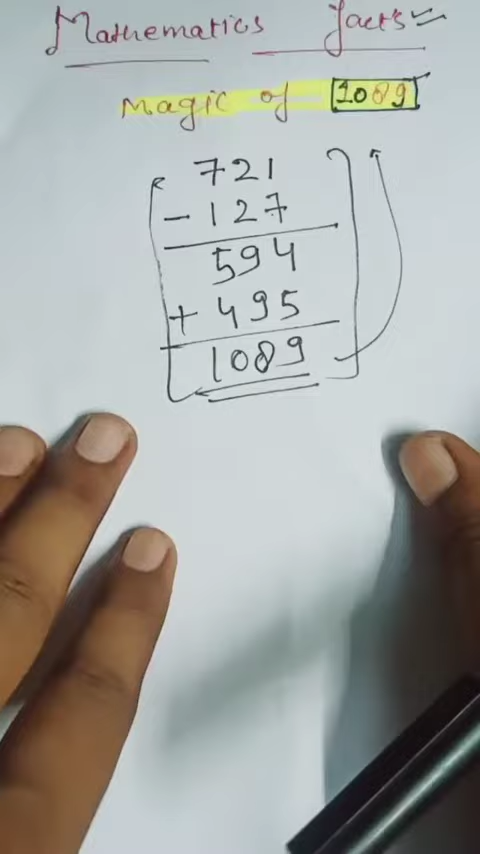 Mathematics facts
Magic of 1089
721
- 127
594
+ 495
1089